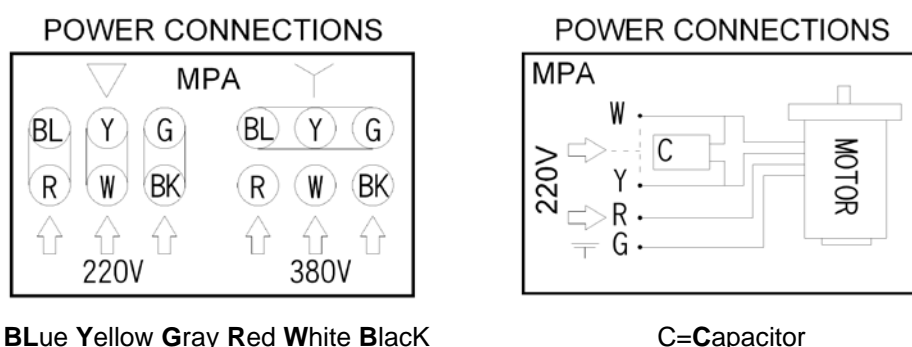 POWER CONNECTIONS
MPA
BL Y G BL Y G
R W BK R W BK
220V 380V
BLue Yellow Gray Red White BlacK
POWER CONNECTIONS
MPA
W
C
220V
Y
R
G
MOTOR
C=Capacitor